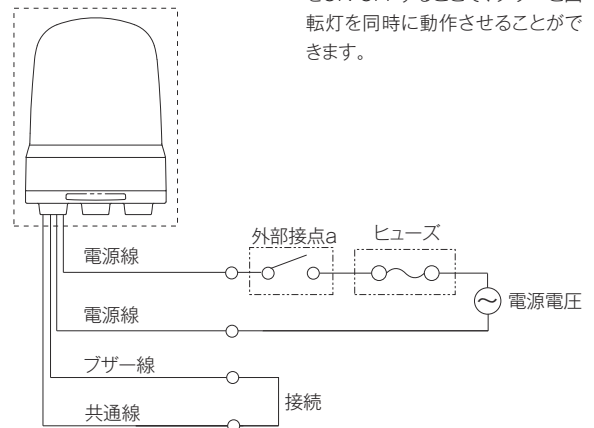 転灯を同時に動作させることがで
きます。
外部接点a
ヒューズ
電源線
電源電圧
電源線
ブザー線
接続
共通線